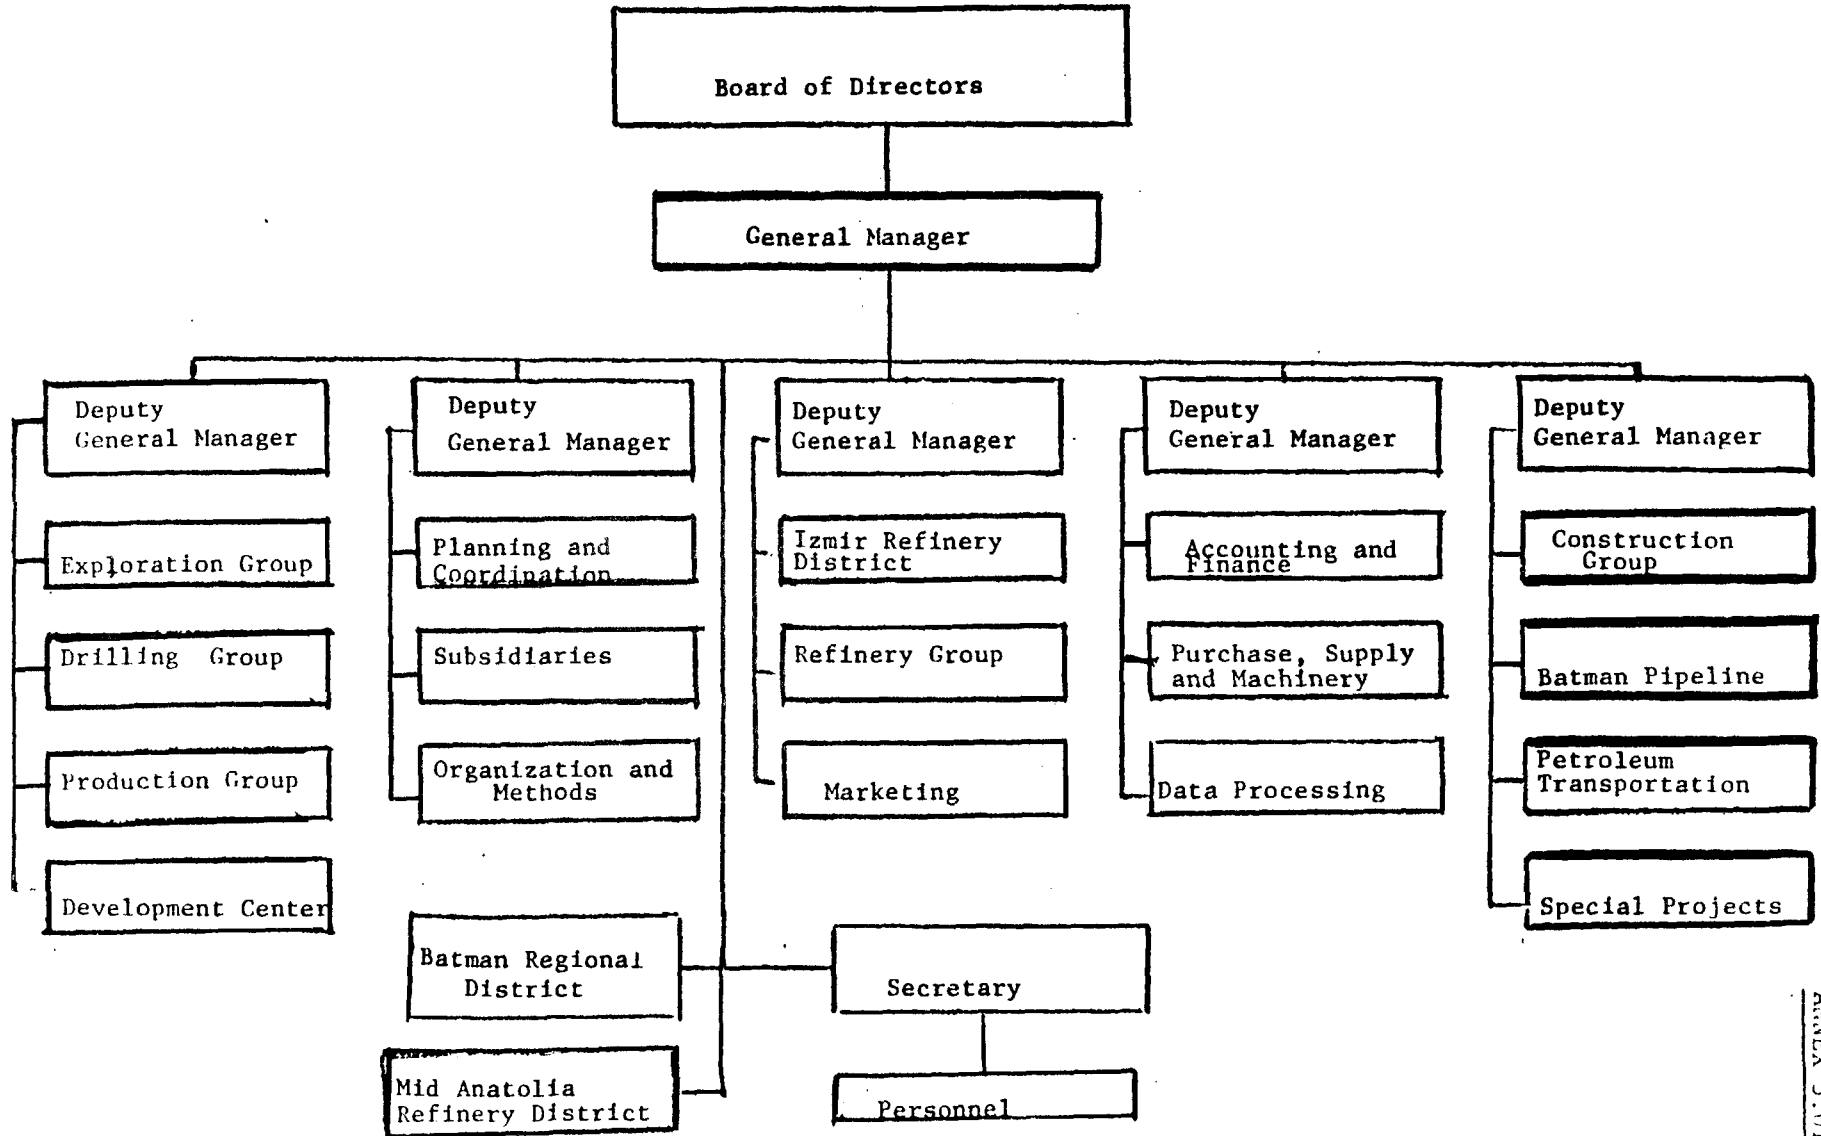 Board of Directors
General Manager
Deputy
General Manager
Exploration Group
Drilling Group
Production Group
Development Center
Deputy
General Manager
Planning and
Coordination
Subsidiaries
Organization and
Methods
Deputy
General Manager
Izmir Refinery
District
Refinery Group
Marketing
Deputy
General Manager
Accounting and
Finance
Purchase, Supply
and Machinery
Data Processing
Deputy
General Manager
Construction
Group
Batman Pipeline
Petroleum
Transportation
Special Projects
Batman Regional
District
Mid Anatolia
Refinery District
Secretary
Personnel